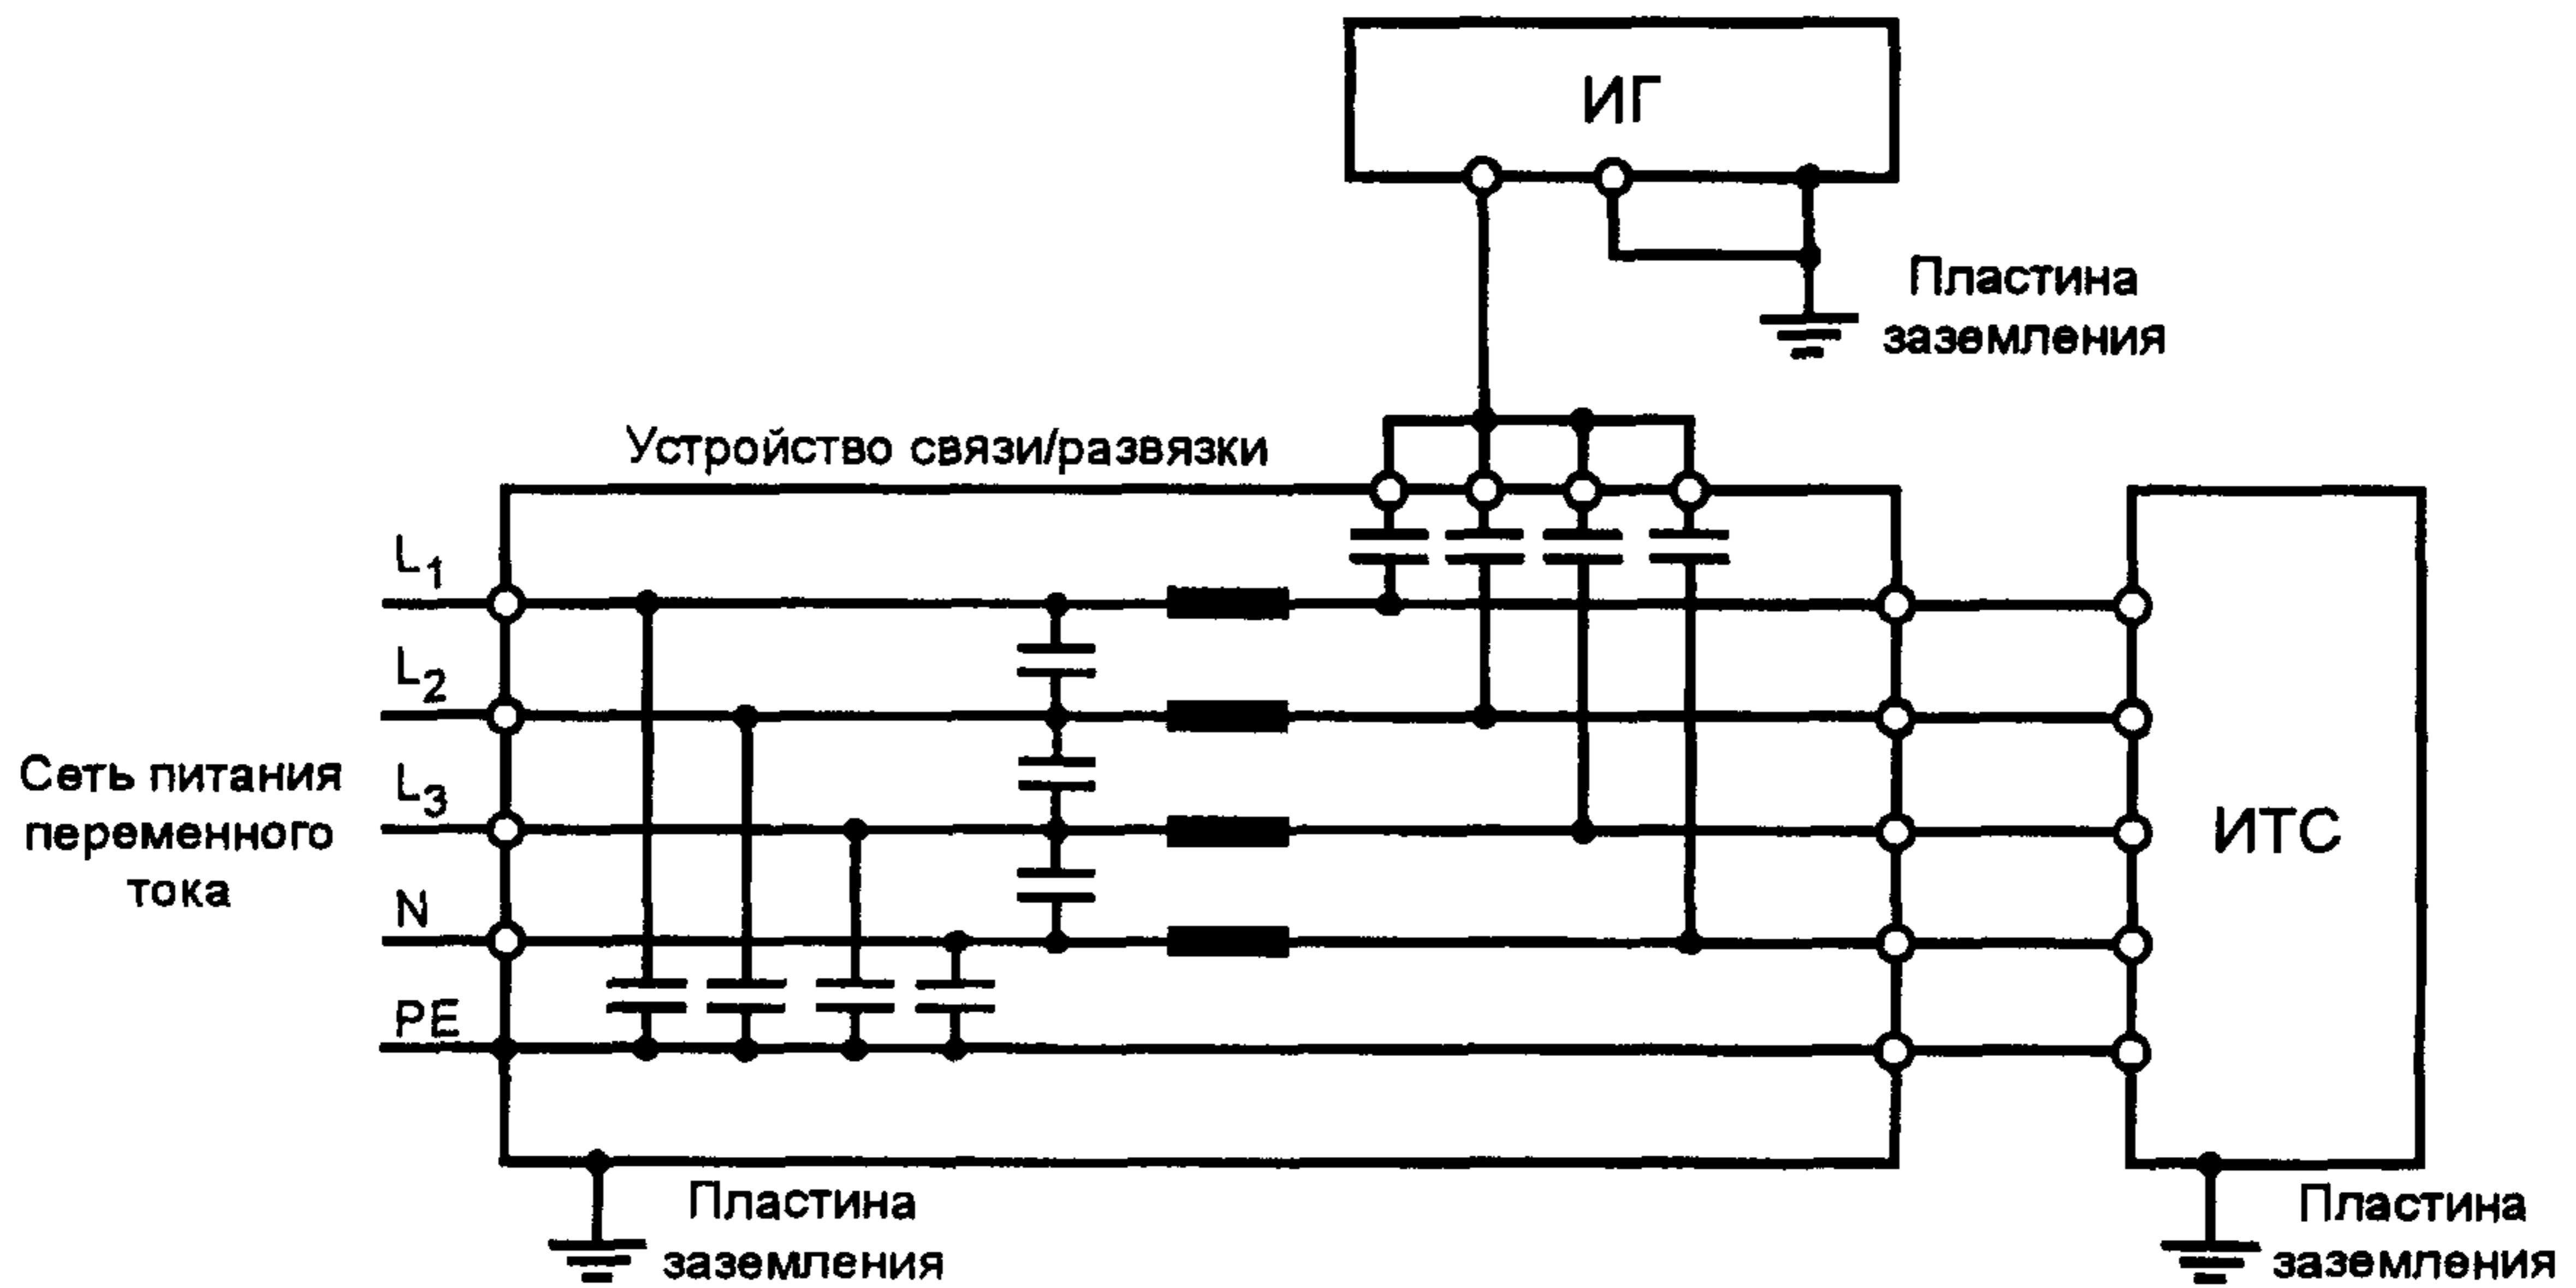 ИГ
Пластина
заземления
Устройство связи/развязки
L1
L2
L3
N
PE
Сеть питания
переменного
тока
ИТС
Пластина
заземления
Пластина
заземления